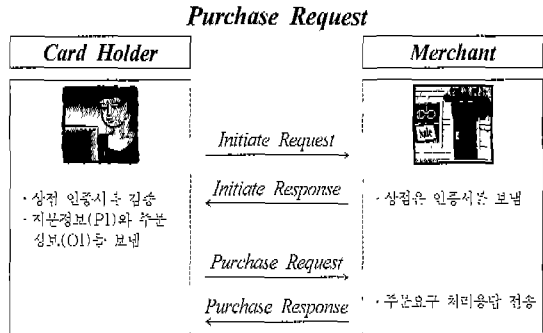 Purchase Request
Card Holder
Merchant
sale
Initiate Request
Initiate Response
· 상점 인증서를 검증
· 지불정보(PI)와 주문
정보(OI)를 보냄
· 상점은 인증서를 보냄
Purchase Request
Purchase Response
· 주문요구 처리응답 전송